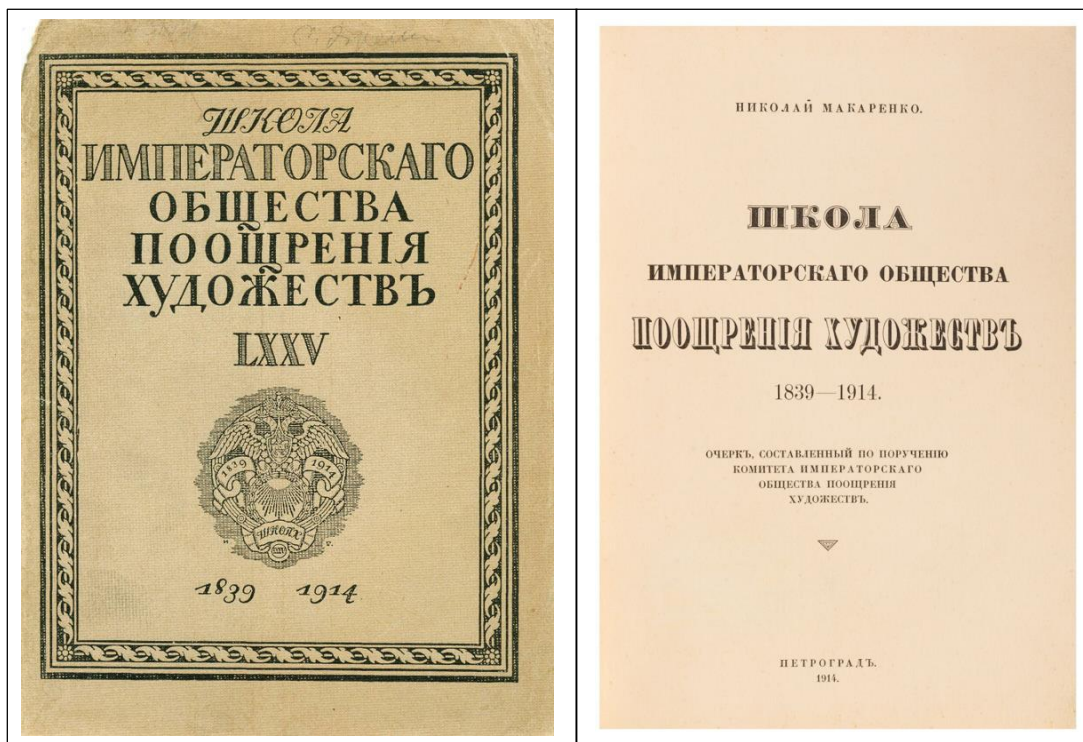 ШКОЛА
ИМПЕРАТОРСКАГО
ОБЩЕСТВА
ПООЩРЕНІЯ
ХУДОЖЕСТВЪ
LXXV
1839 1914
ШКОЛА
1839 1914
НИКОЛАЙ МАКАРЕНКО.
ШКОЛА
ИМПЕРАТОРСКАГО ОБЩЕСТВА
ПООЩРЕНІЯ ХУДОЖЕСТВЪ
1839—1914.
ОЧЕРКЪ, СОСТАВЛЕННЫЙ ПО ПОРУЧЕНІЮ
КОМИТЕТА ИМПЕРАТОРСКАГО
ОБЩЕСТВА ПООЩРЕНІЯ
ХУДОЖЕСТВЪ.
ПЕТРОГРАДЪ.
1914.